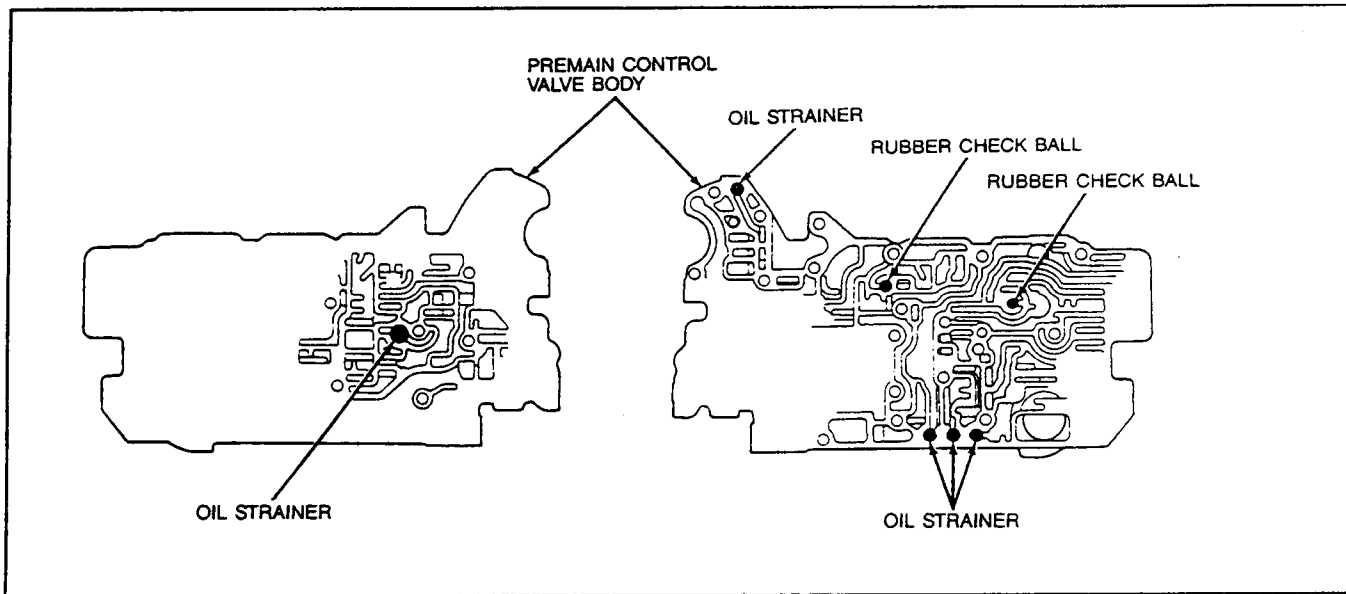 PREMAIN CONTROL
VALVE BODY
OIL STRAINER
RUBBER CHECK BALL
RUBBER CHECK BALL
OIL STRAINER
OIL STRAINER